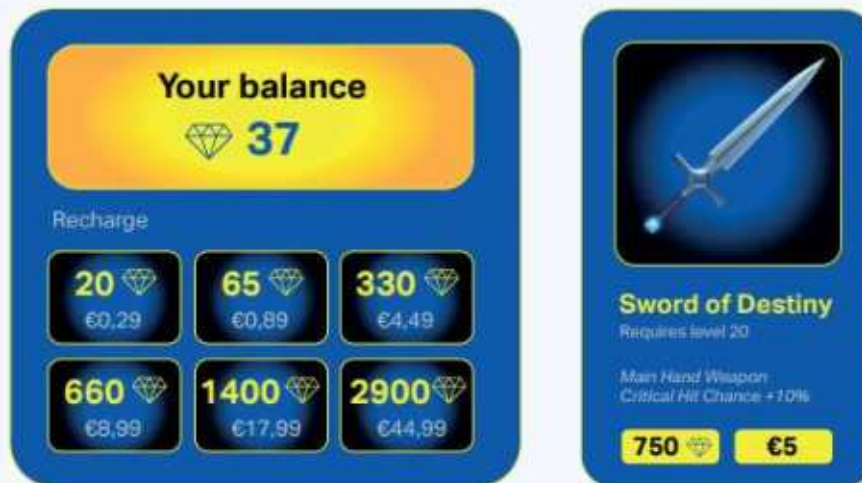 Your balance
37
Recharge
20
€0,29
65
€0,89
330
€4,49
660
€8,99
1400
€17,99
2900
€44,99
Sword of Destiny
Requires level 20
Main Hand Weapon
Critical Hit Chance +10%
750
€5